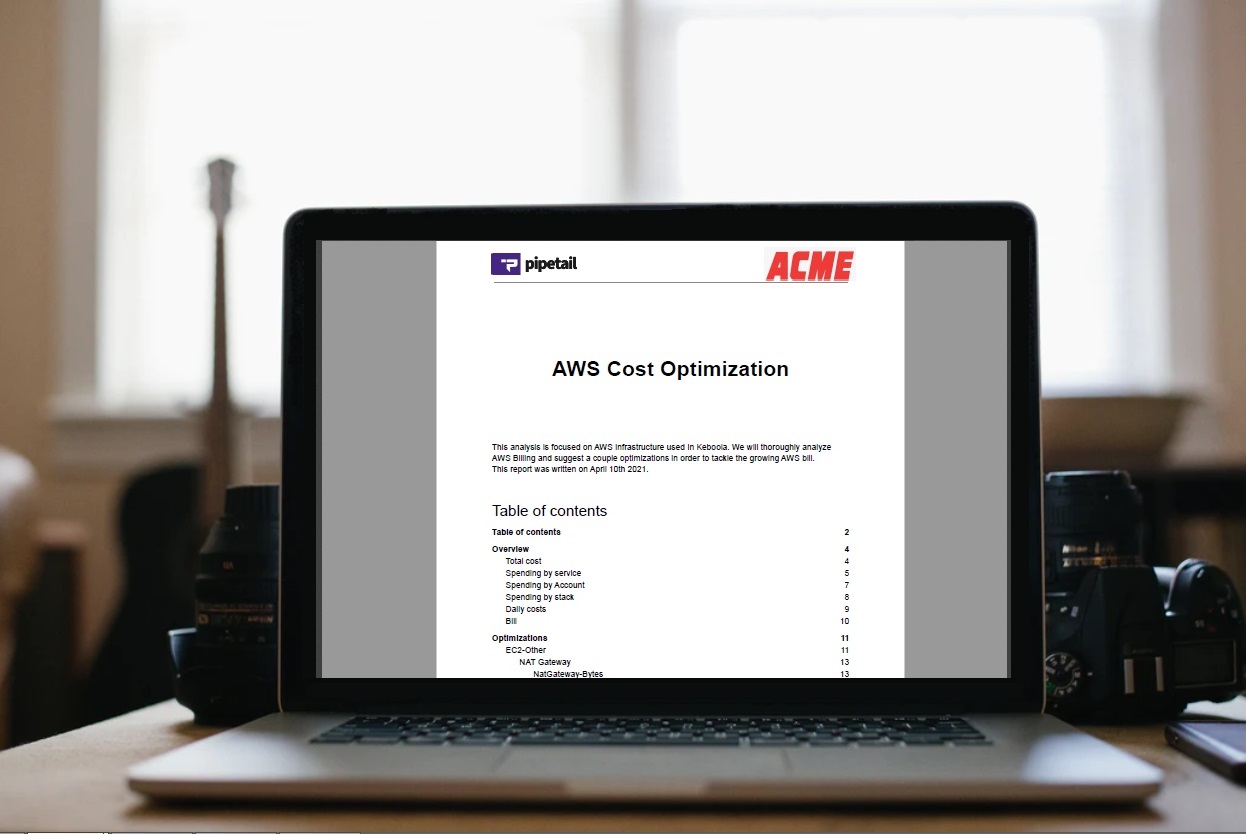 pipetail
ACME
AWS Cost Optimization
This analysis is focused on AWS infrastructure used in Keboola. We will thoroughly analyze
AWS Billing and suggest a couple optimizations in order to tackle the growing AWS bill.
This report was written on April 10th 2021.
Table of contents
Table of contents 2
Overview 4
Total cost 4
Spending by service 5
Spending by Account 7
Spending by stack 8
Daily costs 9
Bill 10
Optimizations 11
EC2-Other 11
NAT Gateway 13
NatGateway-Bytes 13
Nikon